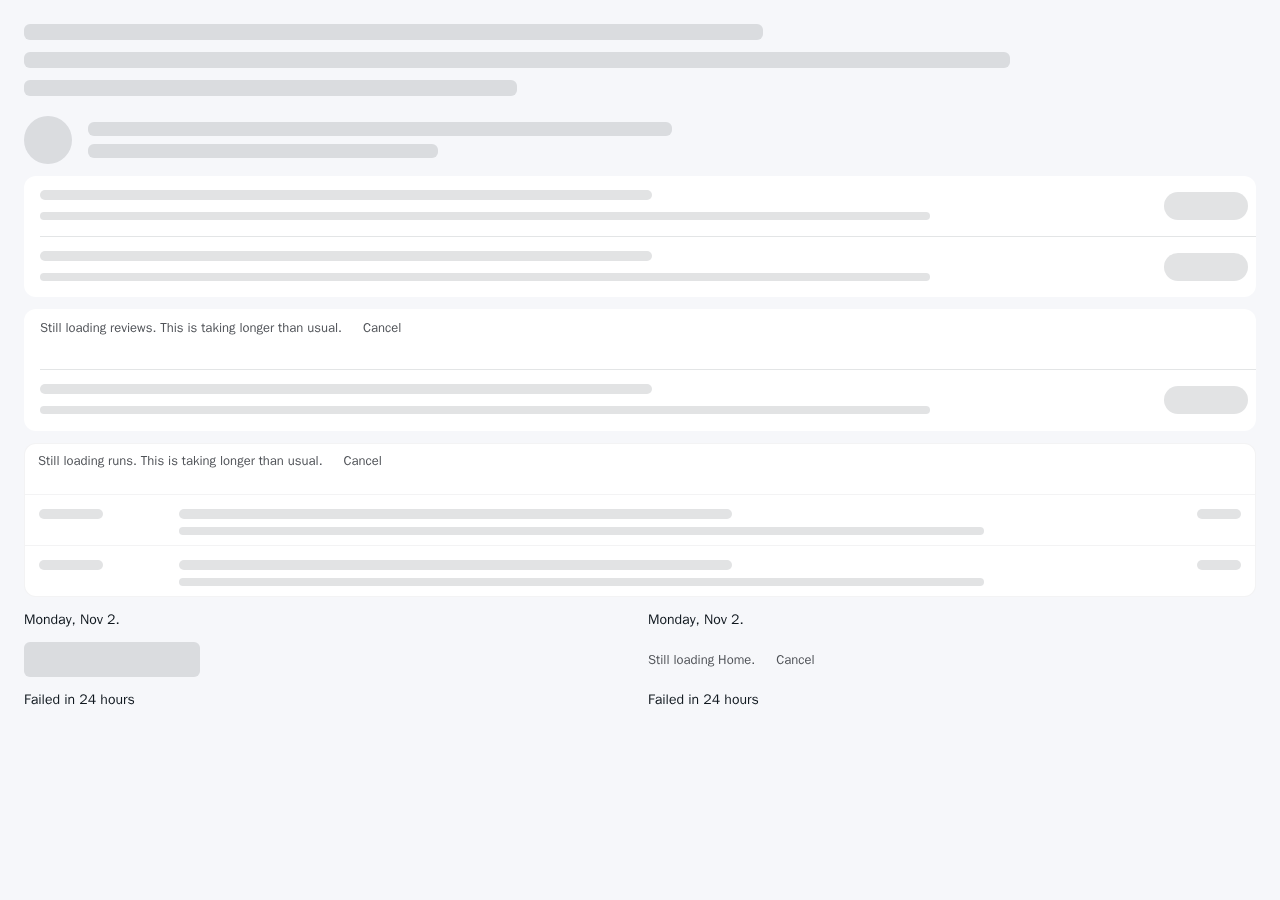 Still loading reviews. This is taking longer than usual. Cancel
Still loading runs. This is taking longer than usual. Cancel
Monday, Nov 2.
Failed in 24 hours
Monday, Nov 2.
Still loading Home. Cancel
Failed in 24 hours